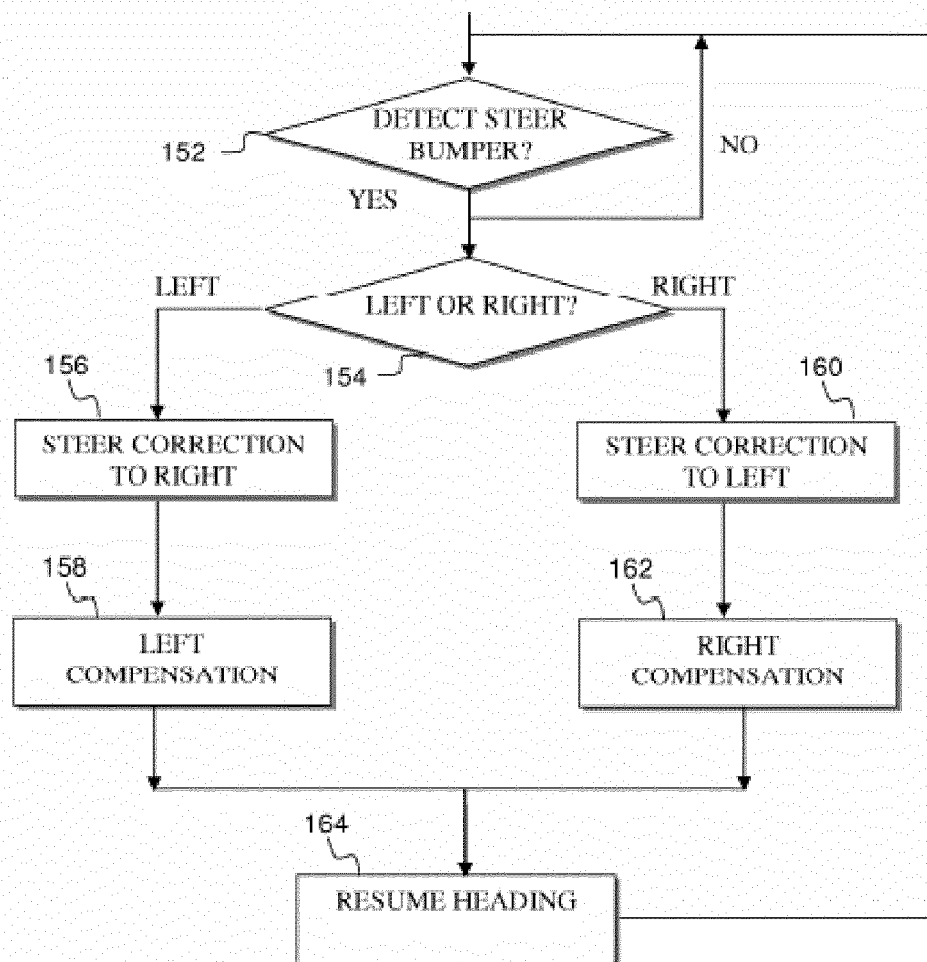 DETECT STEER
BUMPER?
152
NO
YES
LEFT
RIGHT
LEFT OR RIGHT?
154
156
160
STEER CORRECTION
TO RIGHT
STEER CORRECTION
TO LEFT
158
162
LEFT
COMPENSATION
RIGHT
COMPENSATION
164
RESUME HEADING